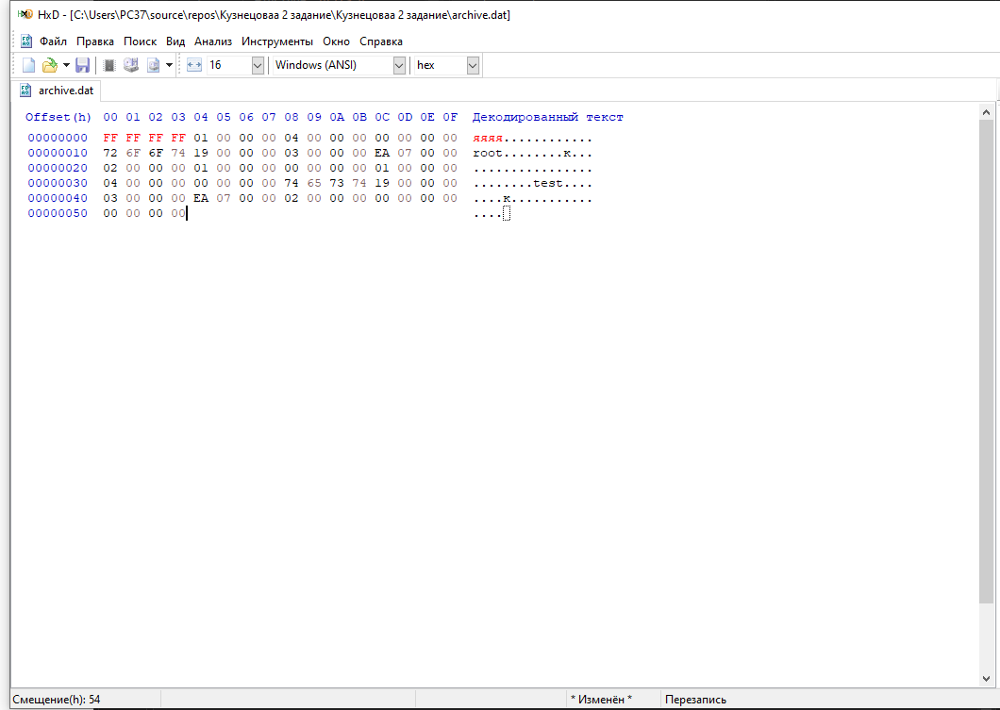 HxD - [C:\Users\PC37\source\repos\Кузнецоваа 2 задание\Кузнецоваа 2 задание\archive.dat]
Файл Правка Поиск Вид Анализ Инструменты Окно Справка
16 Windows (ANSI) hex
archive.dat
Offset(h) 00 01 02 03 04 05 06 07 08 09 0A 0B 0C 0D 0E 0F Декодированный текст
00000000 FF FF FF FF 01 00 00 00 04 00 00 00 00 00 00 00 яяяя............
00000010 72 6F 6F 74 19 00 00 00 03 00 00 00 EA 07 00 00 root........к...
00000020 02 00 00 00 01 00 00 00 00 00 00 00 01 00 00 00 ................
00000030 04 00 00 00 00 00 00 00 74 65 73 74 19 00 00 00 ........test....
00000040 03 00 00 00 EA 07 00 00 02 00 00 00 00 00 00 00 ....к...........
00000050 00 00 00 00 ....
Смещение(h): 54 * Изменён * Перезапись